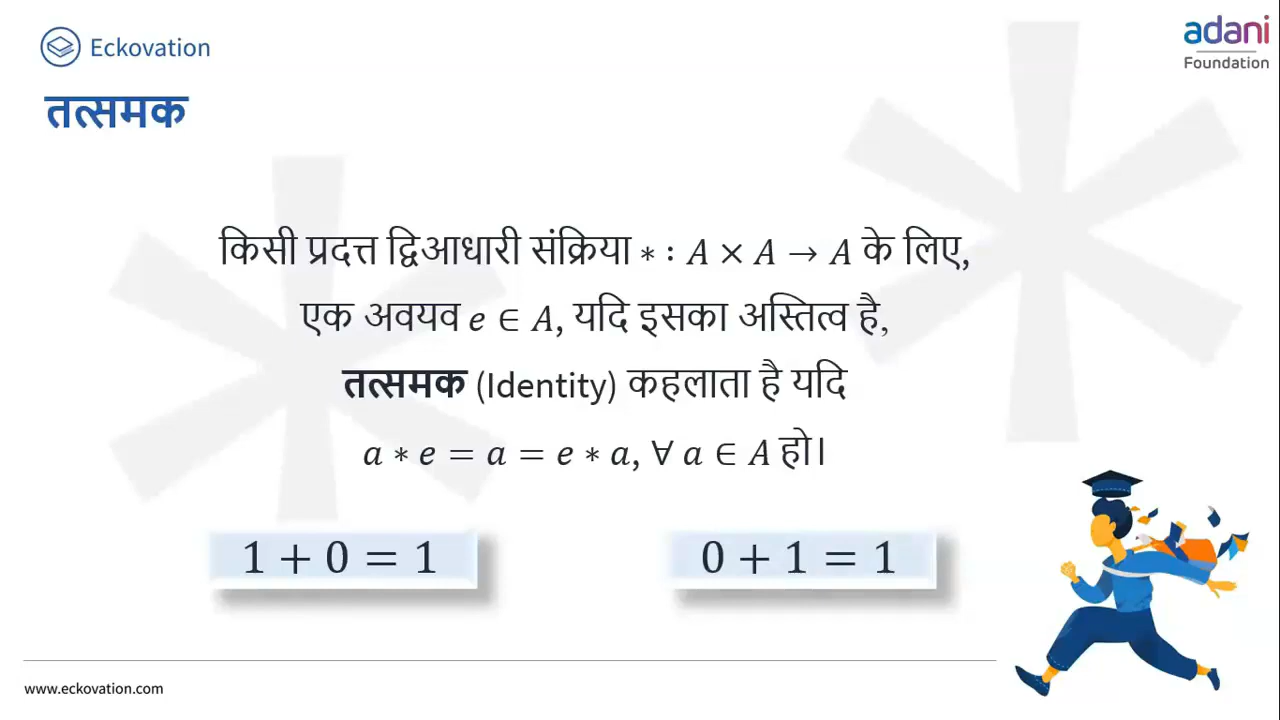 Eckovation
adani
Foundation
तत्समक
किसी प्रदत्त द्विआधारी संक्रिया ∗ : A × A → A के लिए,
एक अवयव e ∈ A, यदि इसका अस्तित्व है,
तत्समक (Identity) कहलाता है यदि
a ∗ e = a = e ∗ a, ∀ a ∈ A हो।
1 + 0 = 1
0 + 1 = 1
www.eckovation.com